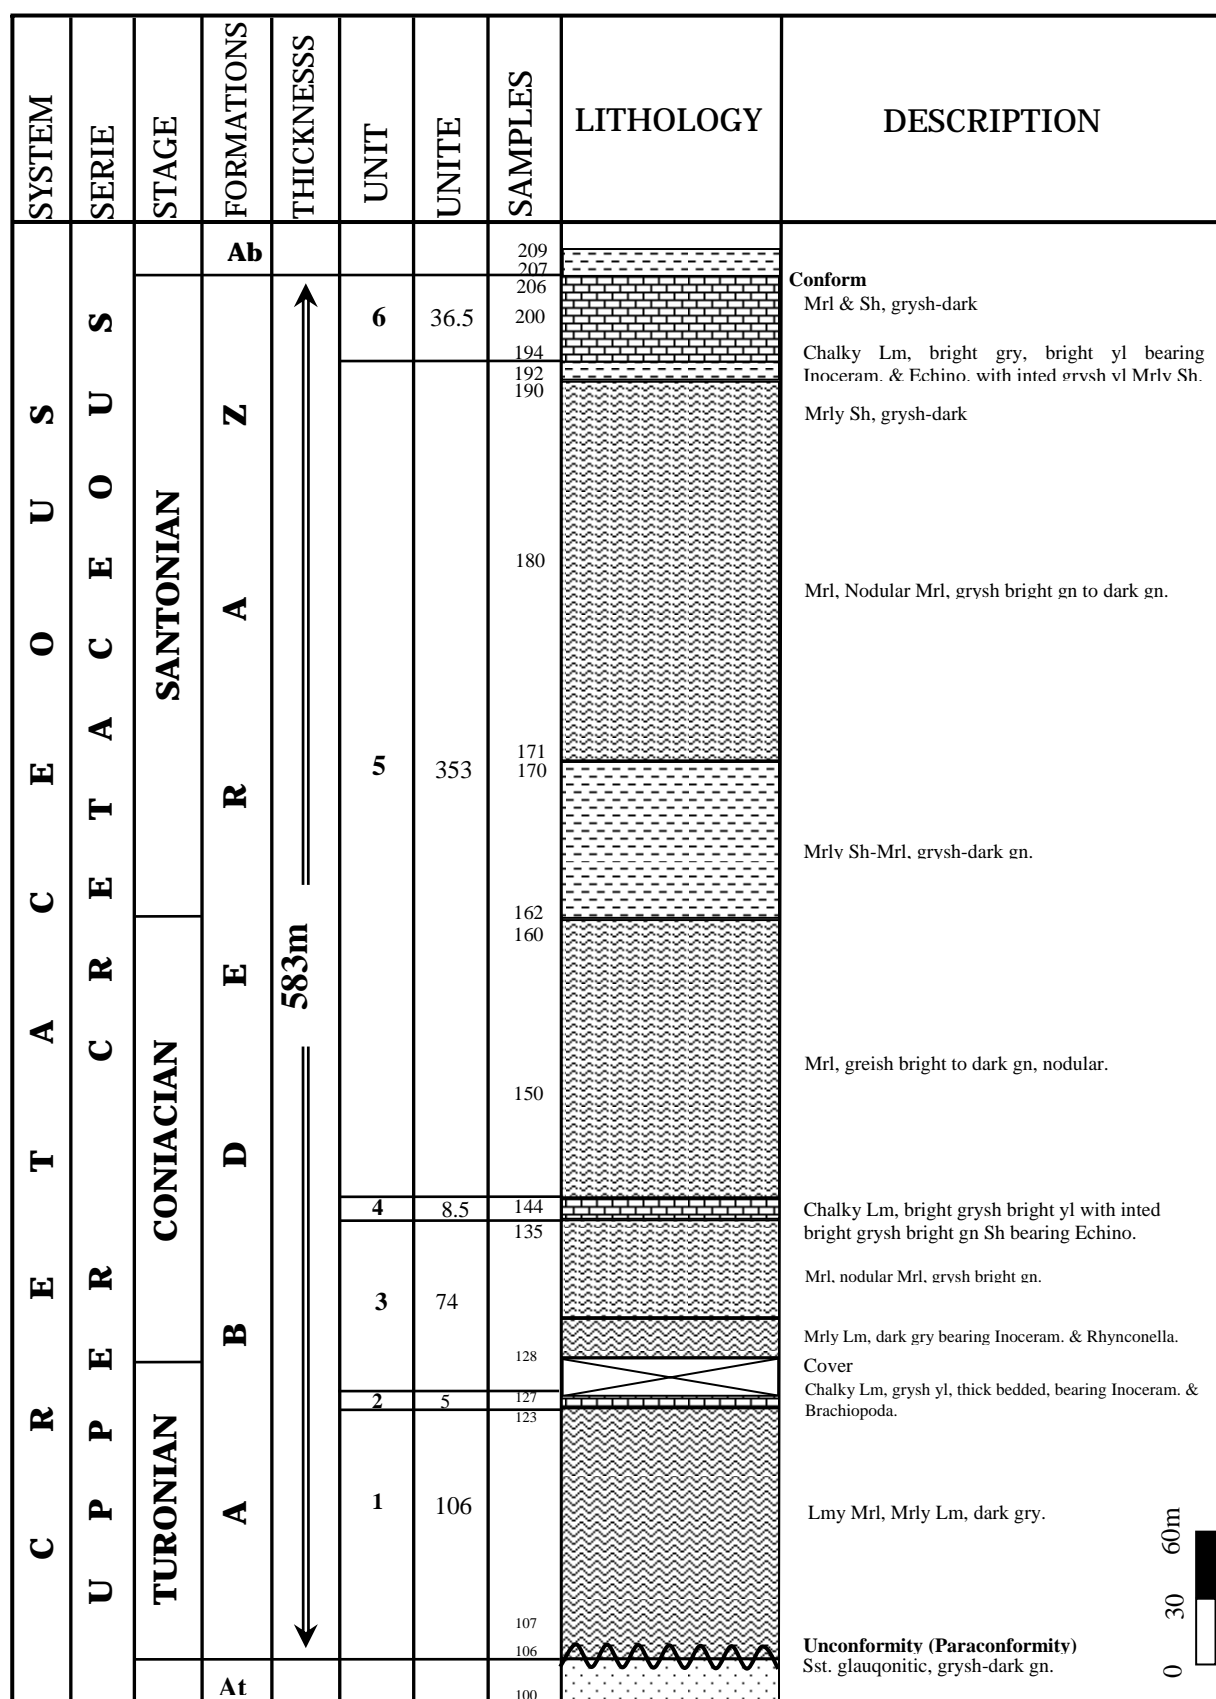 SYSTEM
SERIE
STAGE
FORMATIONS
THICKNESSS
UNIT
UNITE
SAMPLES
LITHOLOGY
DESCRIPTION
CRETACEOUS
UPPER CRETACEOUS
SANTONIAN
CONIACIAN
TURONIAN
Ab
ABDERAZ
At
583m
6
36.5
5
353
4
8.5
3
74
2
5
1
106
209
207
206
200
194
192
190
180
171
170
162
160
150
144
135
128
127
123
107
106
100
Conform
Mrl & Sh, grysh-dark
Chalky Lm, bright gry, bright yl bearing
Inoceram. & Echino. with inted grysh yl Mrly Sh.
Mrly Sh, grysh-dark
Mrl, Nodular Mrl, grysh bright gn to dark gn.
Mrly Sh-Mrl, grysh-dark gn.
Mrl, greish bright to dark gn, nodular.
Chalky Lm, bright grysh bright yl with inted
bright grysh bright gn Sh bearing Echino.
Mrl, nodular Mrl, grysh bright gn.
Mrly Lm, dark gry bearing Inoceram. & Rhynconella.
Cover
Chalky Lm, grysh yl, thick bedded, bearing Inoceram. &
Brachiopoda.
Lmy Mrl, Mrly Lm, dark gry.
Unconformity (Paraconformity)
Sst. glauqonitic, grysh-dark gn.
0 30 60m